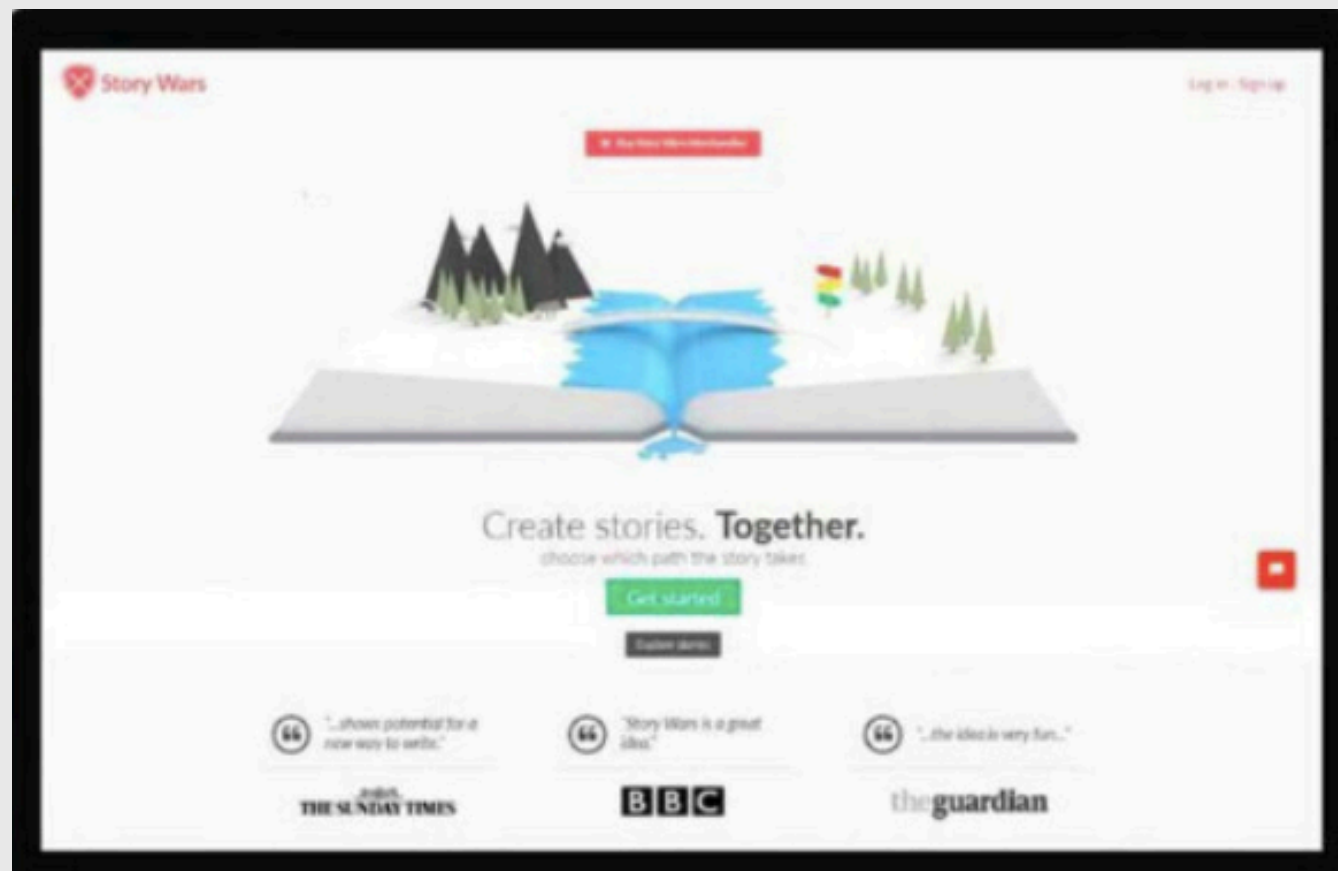 Story Wars
Log in Sign up
Create stories. Together.
choose which path the story takes
Get started
Explore stories
"...shows potential for a
new way to write."
"Story Wars is a great
idea."
"...the idea is very fun..."
THE SUNDAY TIMES
BBC
theguardian